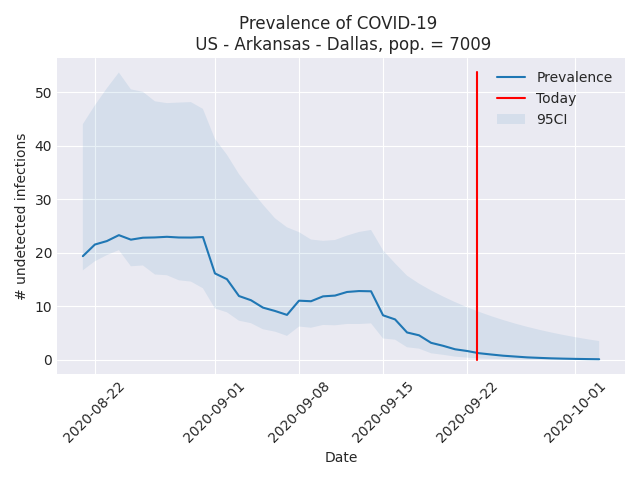 Prevalence of COVID-19
US - Arkansas - Dallas, pop. = 7009
Prevalence
Today
95CI
# undetected infections
50
40
30
20
10
0
2020-08-22
2020-09-01
2020-09-08
2020-09-15
2020-09-22
2020-10-01
Date